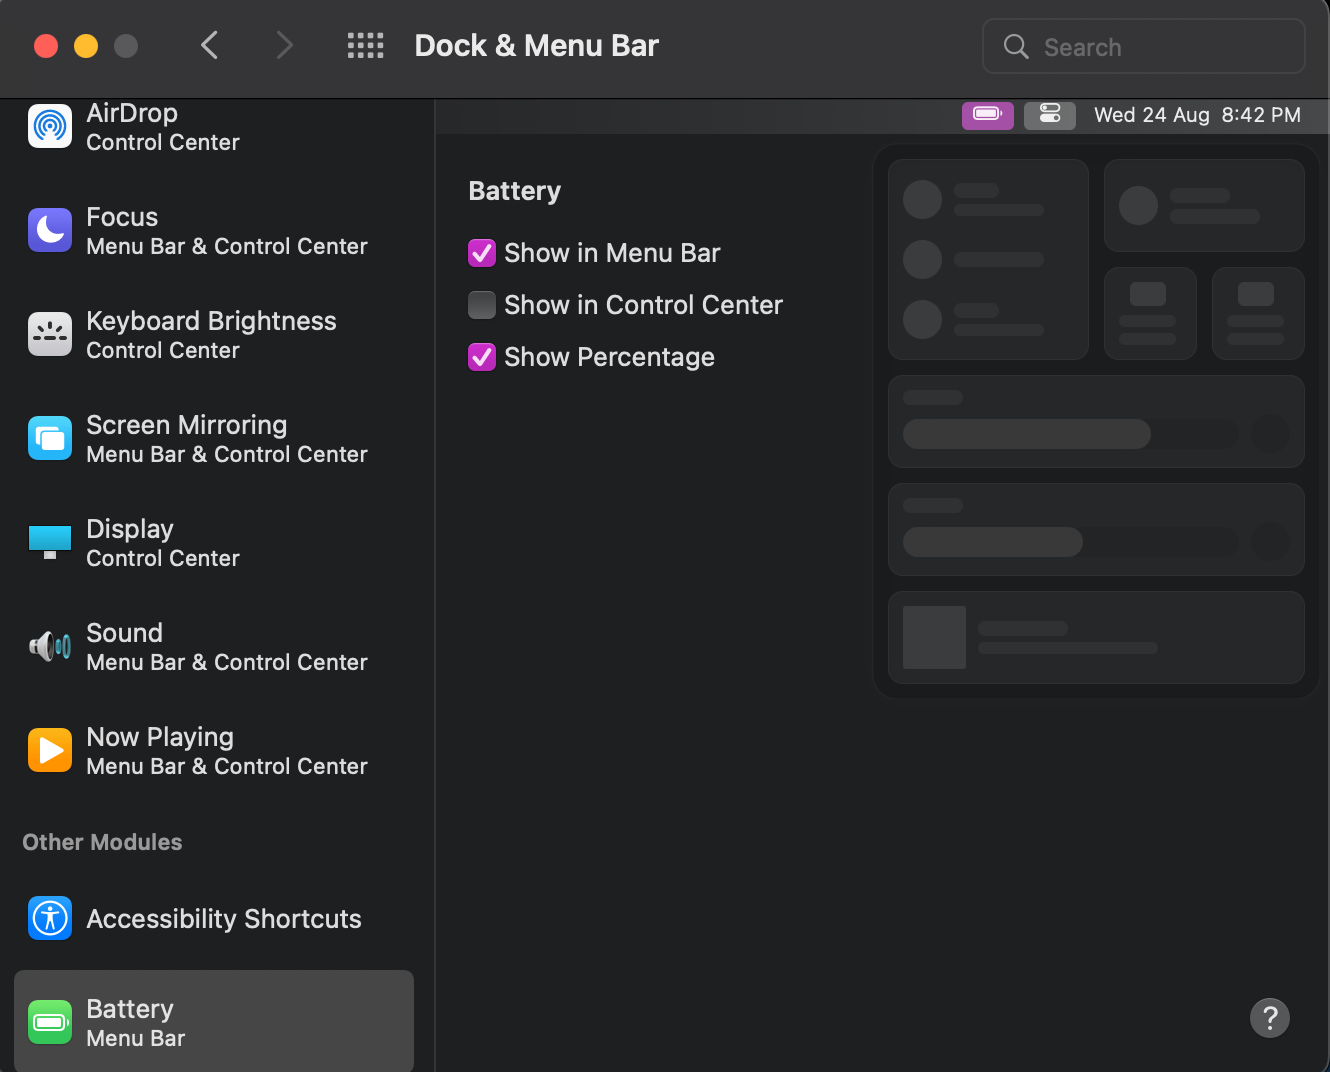 Dock & Menu Bar
Search
Wed 24 Aug 8:42 PM
AirDrop
Control Center
Focus
Menu Bar & Control Center
Keyboard Brightness
Control Center
Screen Mirroring
Menu Bar & Control Center
Display
Control Center
Sound
Menu Bar & Control Center
Now Playing
Menu Bar & Control Center
Other Modules
Accessibility Shortcuts
Battery
Menu Bar
Battery
Show in Menu Bar
Show in Control Center
Show Percentage
?